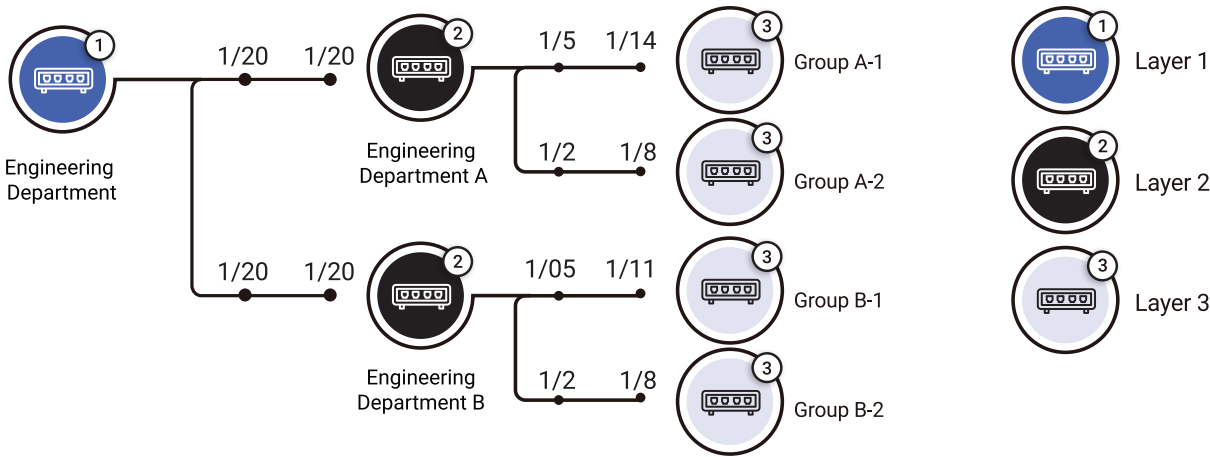 1
1/20 1/20
Engineering
Department
2
Engineering
Department A
1/5 1/14
3
Group A-1
1/2 1/8
3
Group A-2
1/20 1/20
2
Engineering
Department B
1/05 1/11
3
Group B-1
1/2 1/8
3
Group B-2
1
Layer 1
2
Layer 2
3
Layer 3